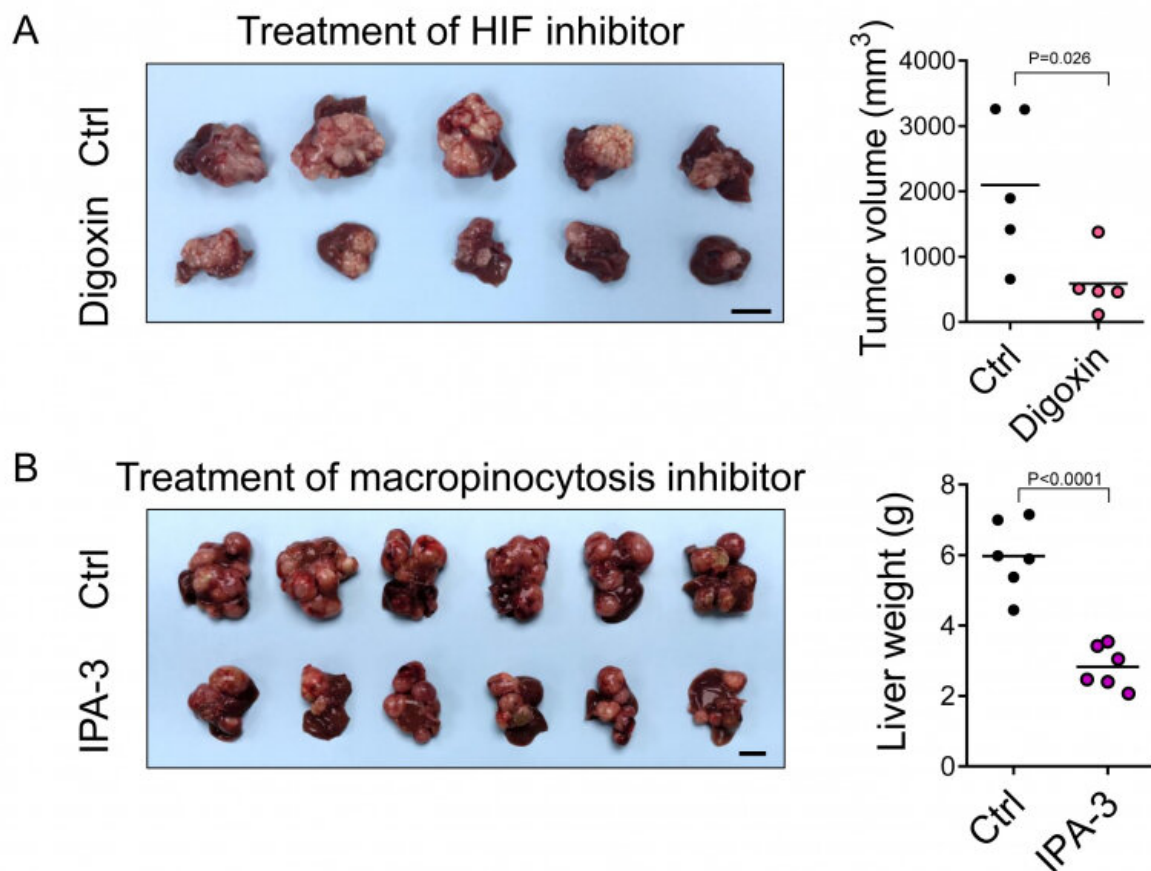 A
Treatment of HIF inhibitor
Ctrl
Digoxin
Tumor volume (mm³)
4000
3000
2000
1000
0
P=0.026
Ctrl
Digoxin
B
Treatment of macropinocytosis inhibitor
Ctrl
IPA-3
Liver weight (g)
8
6
4
2
0
P<0.0001
Ctrl
IPA-3